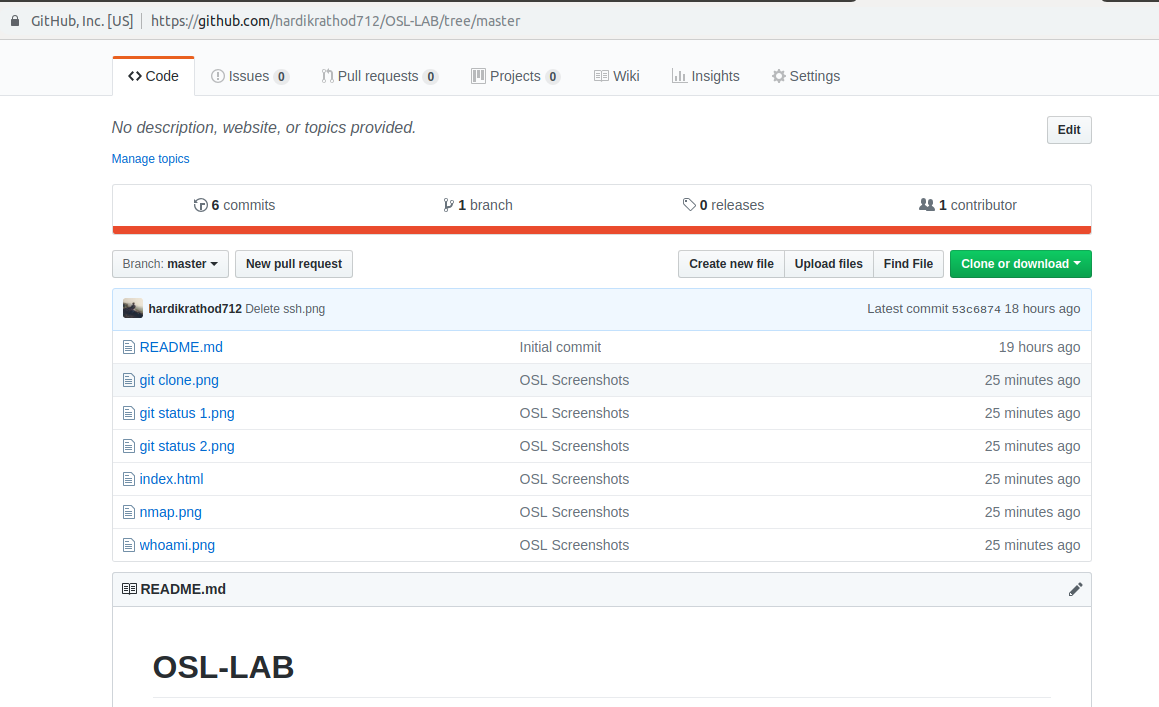 GitHub, Inc. [US] https://github.com/hardikrathod712/OSL-LAB/tree/master
Code Issues 0 Pull requests 0 Projects 0 Wiki Insights Settings
No description, website, or topics provided. Edit
Manage topics
6 commits 1 branch 0 releases 1 contributor
Branch: master New pull request Create new file Upload files Find File Clone or download
hardikrathod712 Delete ssh.png Latest commit 53c6874 18 hours ago
README.md Initial commit 19 hours ago
git clone.png OSL Screenshots 25 minutes ago
git status 1.png OSL Screenshots 25 minutes ago
git status 2.png OSL Screenshots 25 minutes ago
index.html OSL Screenshots 25 minutes ago
nmap.png OSL Screenshots 25 minutes ago
whoami.png OSL Screenshots 25 minutes ago
README.md
OSL-LAB